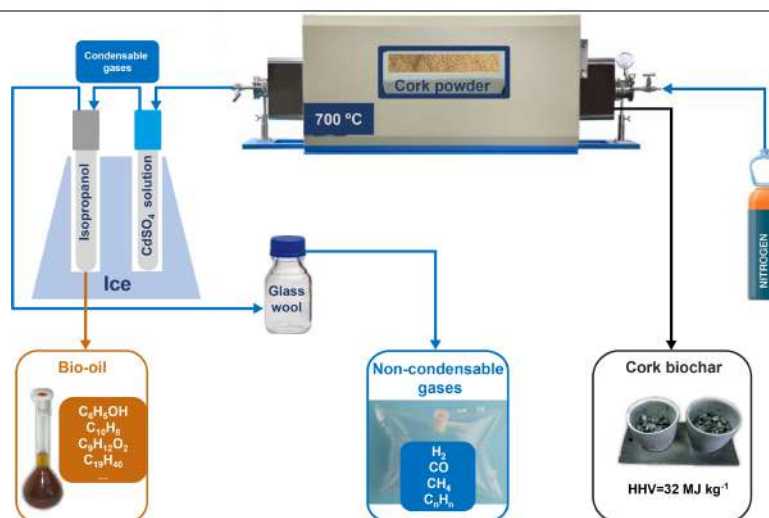 Condensable
gases
Cork powder
700 ºC
Isopropanol
CdSO₄ solution
Ice
Glass
wool
NITROGEN
Bio-oil
C₆H₅OH
C₁₀H₈
C₉H₁₂O₂
C₁₉H₄₀
...
Non-condensable
gases
H₂
CO
CH₄
CₙHₙ
Cork biochar
HHV=32 MJ kg⁻¹